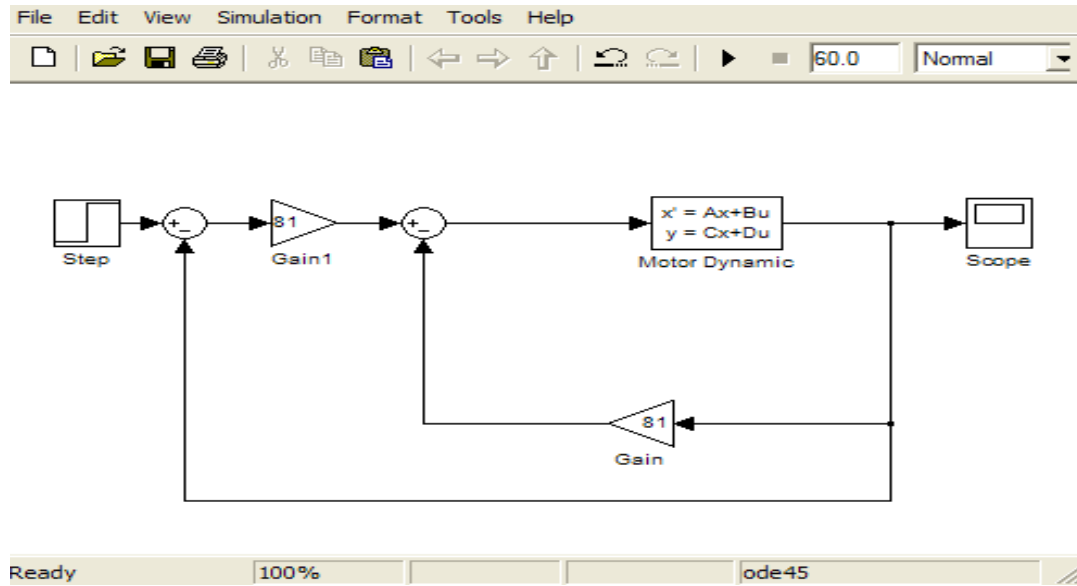 File Edit View Simulation Format Tools Help
60.0 Normal
+
-
81
+
-
x' = Ax+Bu
y = Cx+Du
Step
Gain1
Motor Dynamic
Scope
81
Gain
Ready 100% ode45